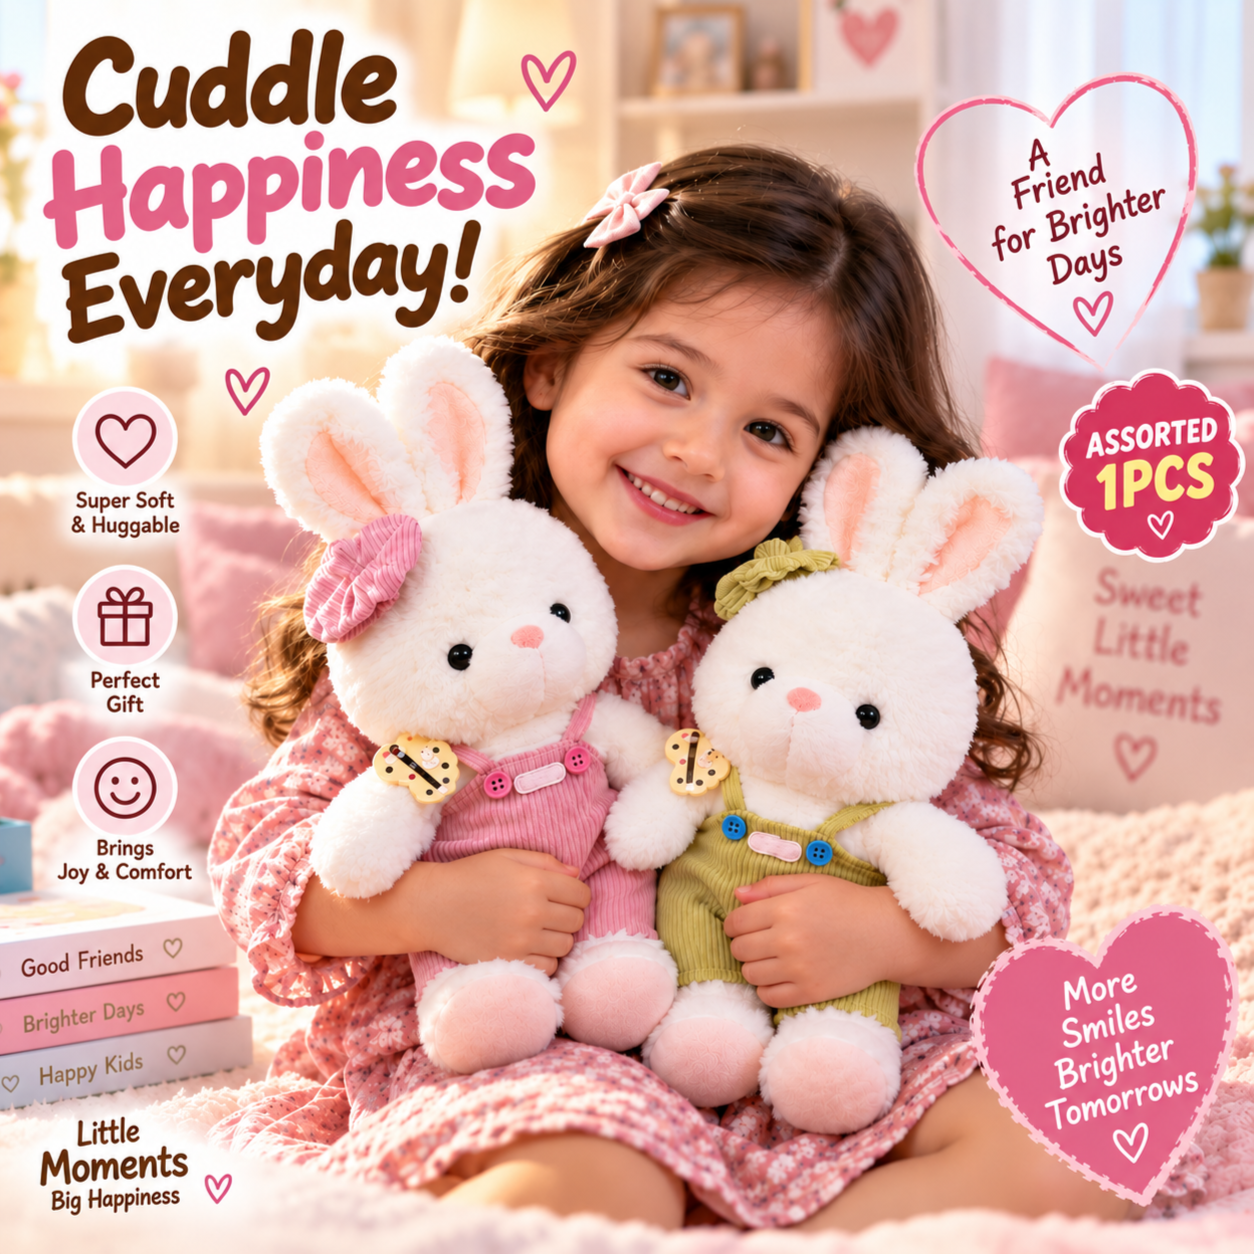 Cuddle
Happiness
Everyday!
A
Friend
for Brighter
Days
ASSORTED
1PCS
Super Soft
& Huggable
Perfect
Gift
Brings
Joy & Comfort
Sweet
Little
Moments
Good Friends
Brighter Days
Happy Kids
More
Smiles
Brighter
Tomorrows
Little
Moments
Big Happiness